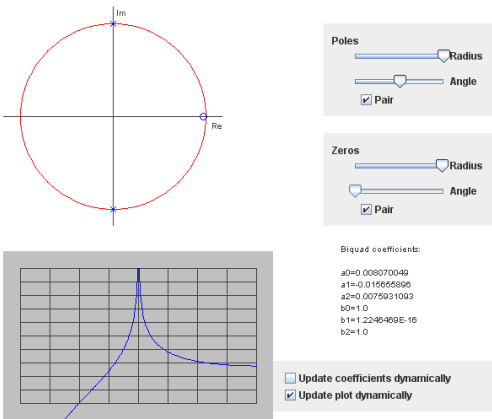 Im
Re
Poles
Radius
Angle
Pair
Zeros
Radius
Angle
Pair
Biquad coefficients:
a0=0.008070049
a1=-0.015655896
a2=0.0075931093
b0=1.0
b1=1.2246469E-16
b2=1.0
Update coefficients dynamically
Update plot dynamically